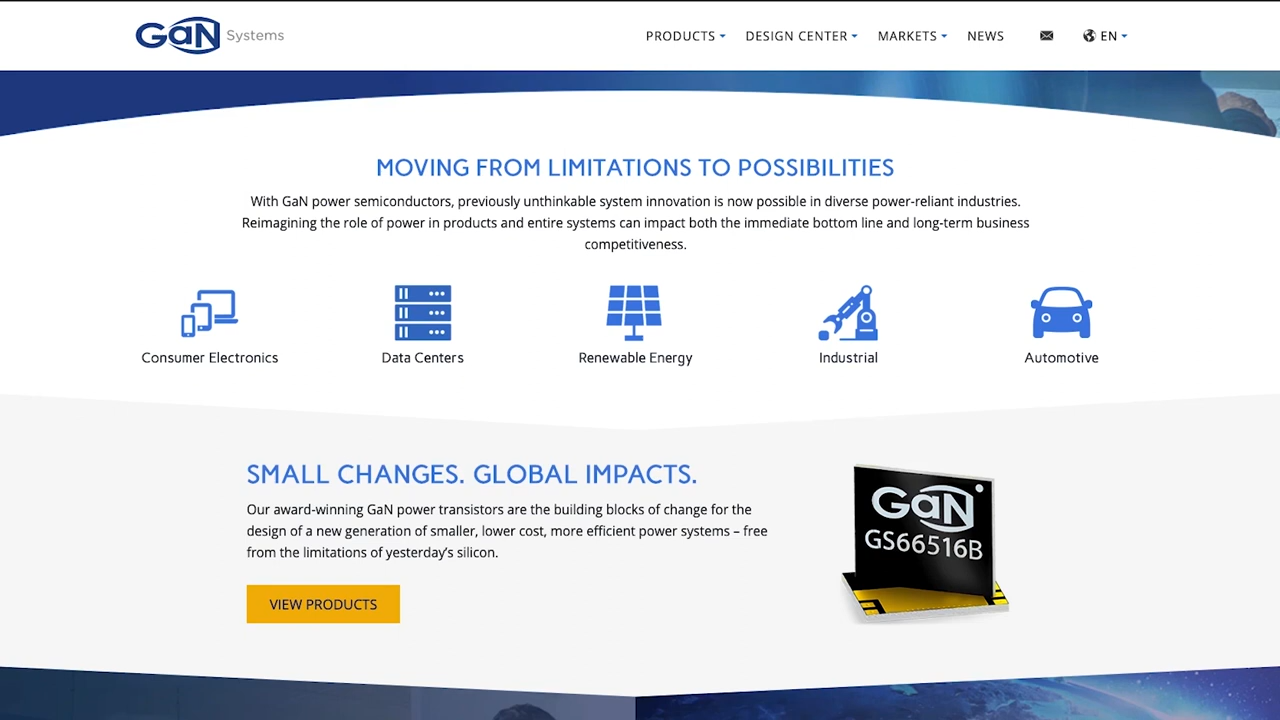 GaN Systems
PRODUCTS
DESIGN CENTER
MARKETS
NEWS
EN
MOVING FROM LIMITATIONS TO POSSIBILITIES
With GaN power semiconductors, previously unthinkable system innovation is now possible in diverse power-reliant industries.
Reimagining the role of power in products and entire systems can impact both the immediate bottom line and long-term business
competitiveness.
Consumer Electronics
Data Centers
Renewable Energy
Industrial
Automotive
SMALL CHANGES. GLOBAL IMPACTS.
Our award-winning GaN power transistors are the building blocks of change for the
design of a new generation of smaller, lower cost, more efficient power systems – free
from the limitations of yesterday's silicon.
VIEW PRODUCTS
GaN
GS66516B